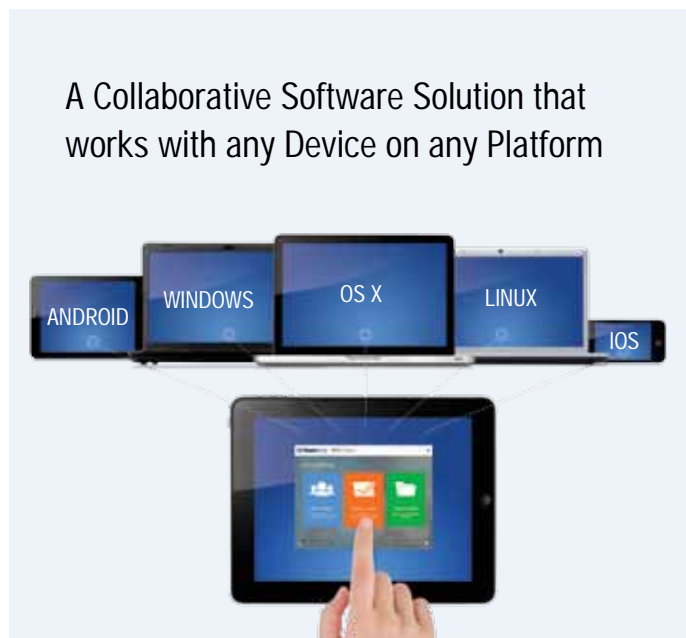 A Collaborative Software Solution that
works with any Device on any Platform
ANDROID
WINDOWS
OS X
LINUX
IOS